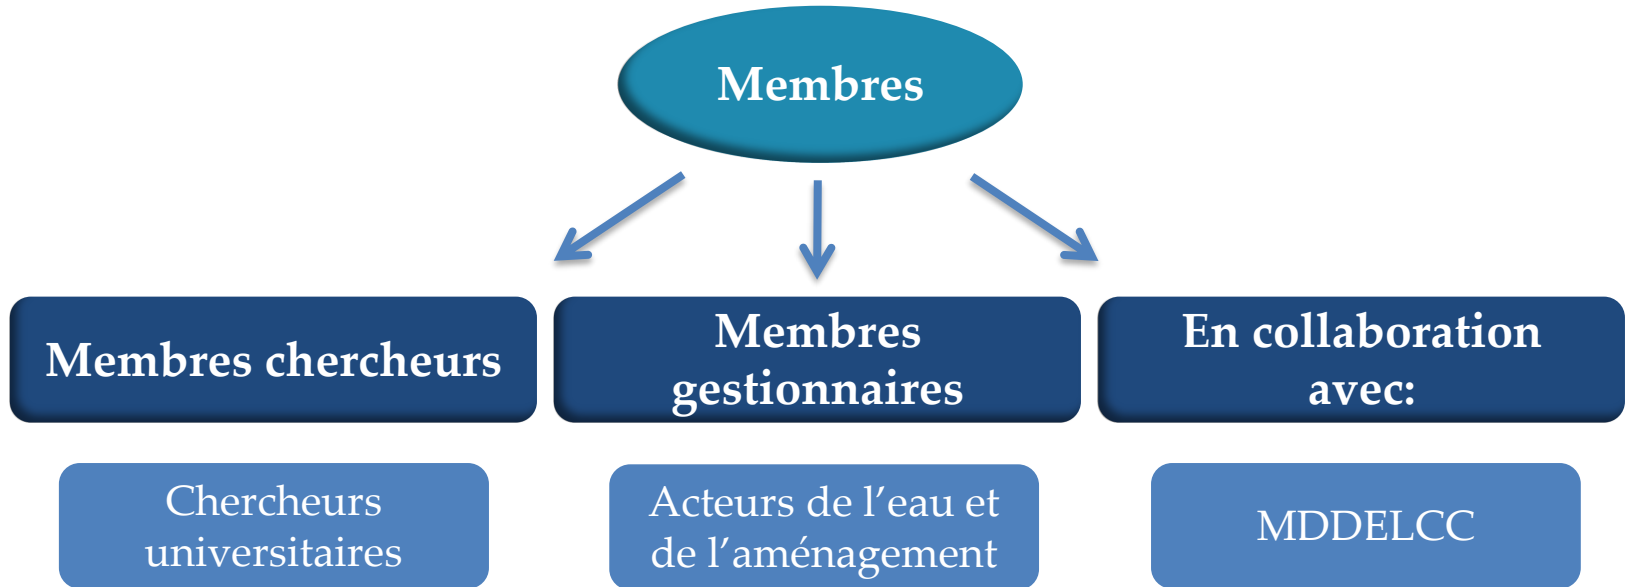 Membres
Membres chercheurs
Membres
gestionnaires
En collaboration
avec:
Chercheurs
universitaires
Acteurs de l’eau et
de l’aménagement
MDDELCC